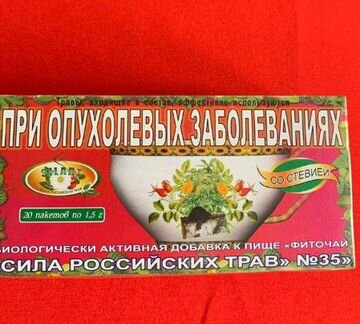 Травы, входящие в состав, эффективно используются
ПРИ ОПУХОЛЕВЫХ ЗАБОЛЕВАНИЯХ
СО СТЕВИЕЙ
20 пакетов по 1,5 г
БИОЛОГИЧЕСКИ АКТИВНАЯ ДОБАВКА К ПИЩЕ «ФИТОЧАЙ
СИЛА РОССИЙСКИХ ТРАВ» №35»